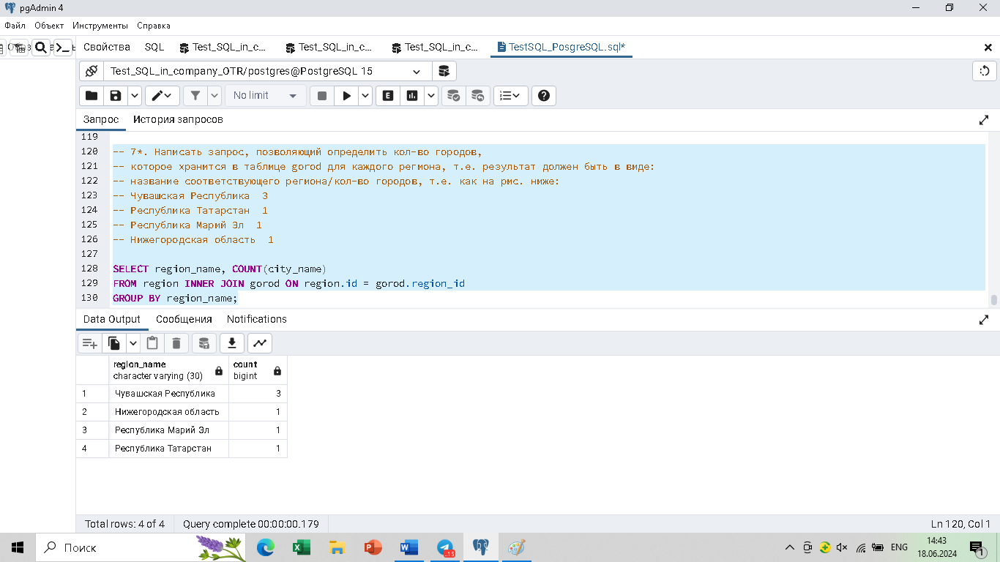 pgAdmin 4
Файл Объект Инструменты Справка
Свойства SQL Test_SQL_in_c... Test_SQL_in_c... Test_SQL_in_c... TestSQL_PosgreSQL.sql*
Test_SQL_in_company_OTR/postgres@PostgreSQL 15
No limit E
Запрос История запросов
119
120 -- 7*. Написать запрос, позволяющий определить кол-во городов,
121 -- которое хранится в таблице gorod для каждого региона, т.е. результат должен быть в виде:
122 -- название соответствующего региона/кол-во городов, т.е. как на рис. ниже:
123 -- Чувашская Республика 3
124 -- Республика Татарстан 1
125 -- Республика Марий Эл 1
126 -- Нижегородская область 1
127
128 SELECT region_name, COUNT(city_name)
129 FROM region INNER JOIN gorod ON region.id = gorod.region_id
130 GROUP BY region_name;
Data Output Сообщения Notifications
region_name count
character varying (30) bigint
1 Чувашская Республика 3
2 Нижегородская область 1
3 Республика Марий Эл 1
4 Республика Татарстан 1
Total rows: 4 of 4 Query complete 00:00:00.179 Ln 120, Col 1
Поиск ENG 14:43
18.06.2024